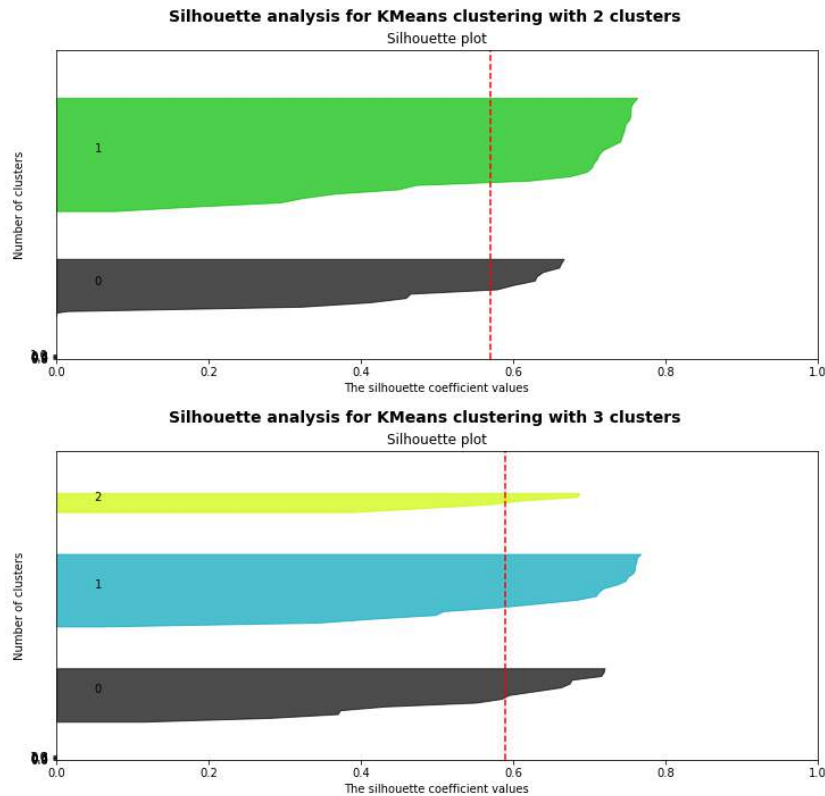 Silhouette analysis for KMeans clustering with 2 clusters
Silhouette plot
1
0
Number of clusters
0.0 0.2 0.4 0.6 0.8 1.0
The silhouette coefficient values
Silhouette analysis for KMeans clustering with 3 clusters
Silhouette plot
2
1
0
Number of clusters
0.0 0.2 0.4 0.6 0.8 1.0
The silhouette coefficient values